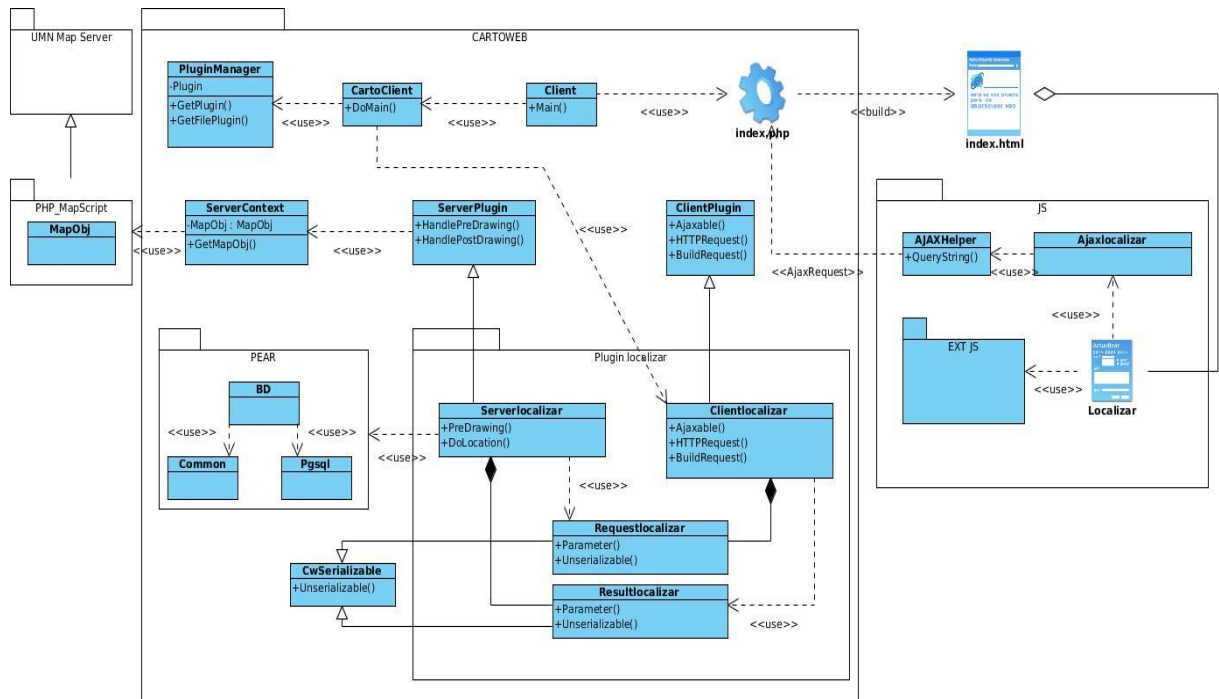 UMN Map Server
CARTOWEB
PluginManager
-Plugin
+GetPlugin()
+GetFilePlugin()
<<use>>
CartoClient
+DoMain()
<<use>>
Client
+Main()
<<use>>
index.php
<<build>>
index.html
PHP_MapScript
MapObj
<<use>>
ServerContext
-MapObj : MapObj
+GetMapObj()
<<use>>
ServerPlugin
+HandlePreDrawing()
+HandlePostDrawing()
<<use>>
ClientPlugin
+Ajaxable()
+HTTPRequest()
+BuildRequest()
<<AjaxRequest>>
JS
AJAXHelper
+QueryString()
<<use>>
Ajaxlocalizar
<<use>>
EXT JS
<<use>>
Actualizar
Localizar
PEAR
BD
<<use>>
<<use>>
Common
Pgsql
<<use>>
Plugin localizar
Serverlocalizar
+PreDrawing()
+DoLocation()
<<use>>
Clientlocalizar
+Ajaxable()
+HTTPRequest()
+BuildRequest()
Requestlocalizar
+Parameter()
+Unserializable()
CwSerializable
+Unserializable()
Resultlocalizar
+Parameter()
+Unserializable()
<<use>>